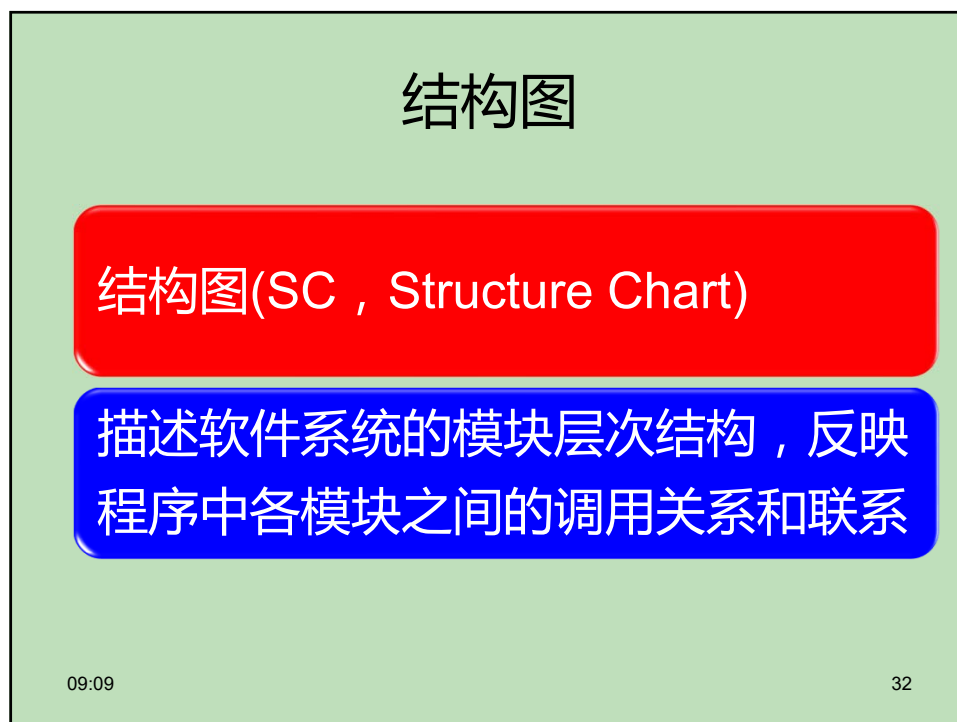 结构图
结构图(SC，Structure Chart)
描述软件系统的模块层次结构，反映
程序中各模块之间的调用关系和联系
09:09
32